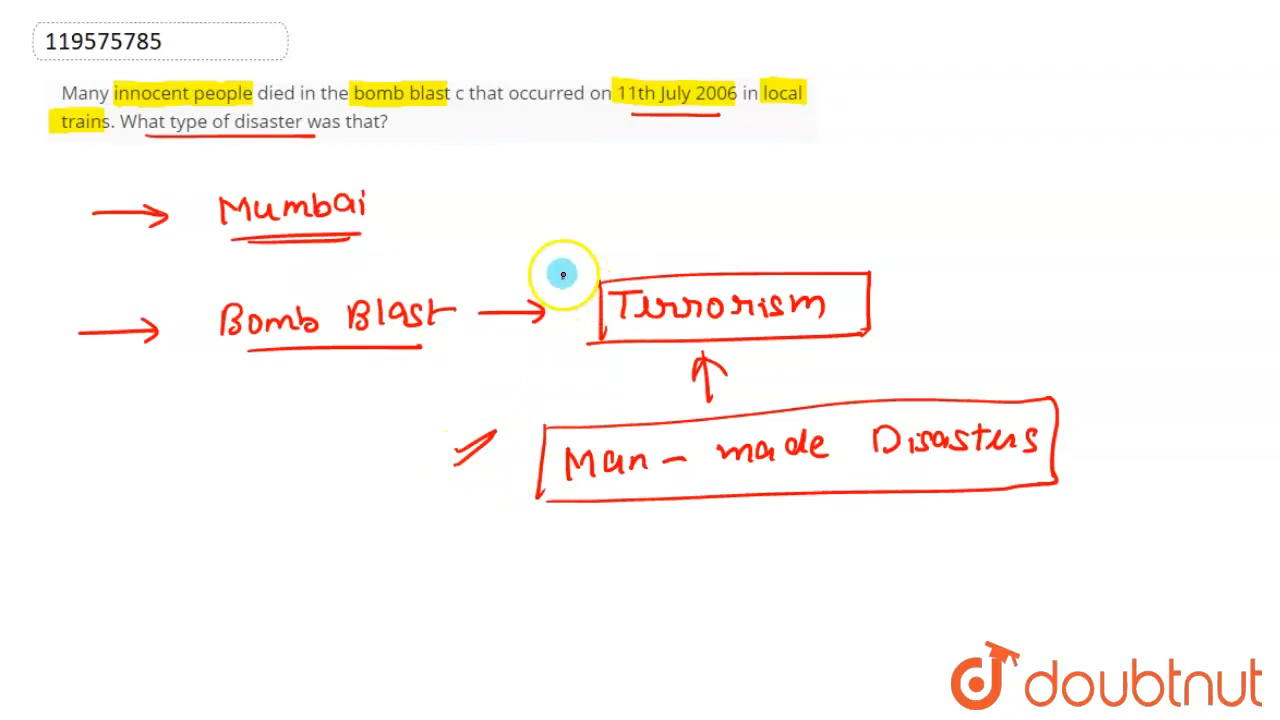 119575785
Many innocent people died in the bomb blast c that occurred on 11th July 2006 in local
trains. What type of disaster was that?
Mumbai
Bomb Blast
Terrorism
Man - made Disasters
doubtnut